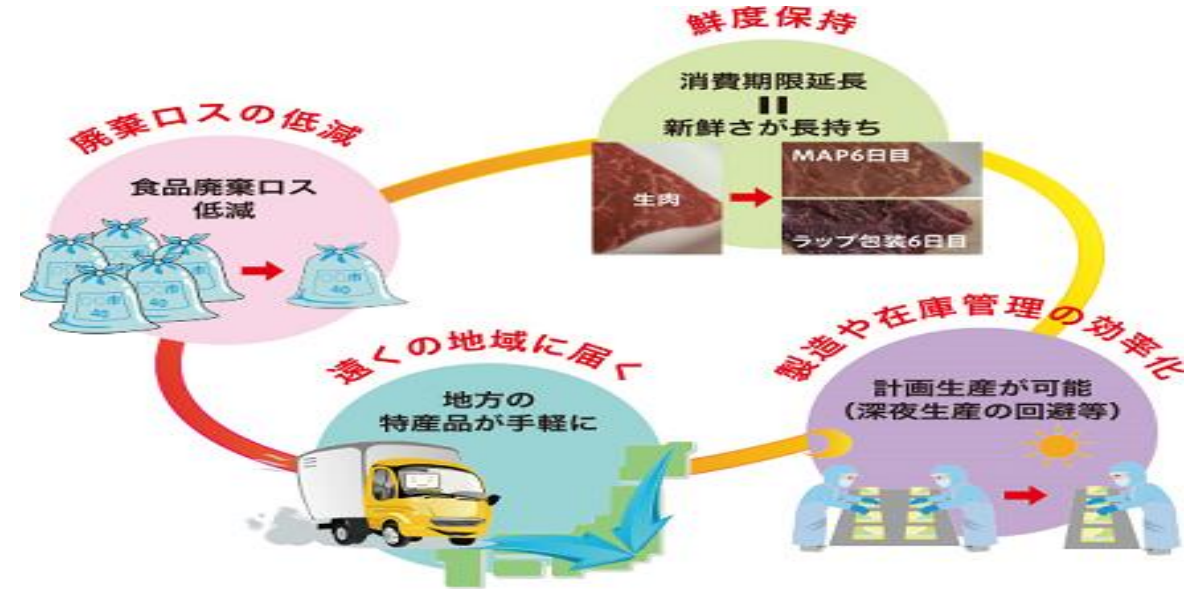 鮮度保持
消費期限延長
=
新鮮さが長持ち
生肉
MAP6日目
ラップ包装6日目
廃棄ロスの低減
食品廃棄ロス
低減
製造や在庫管理の効率化
計画生産が可能
(深夜生産の回避等)
遠くの地域に届く
地方の
特産品が手軽に